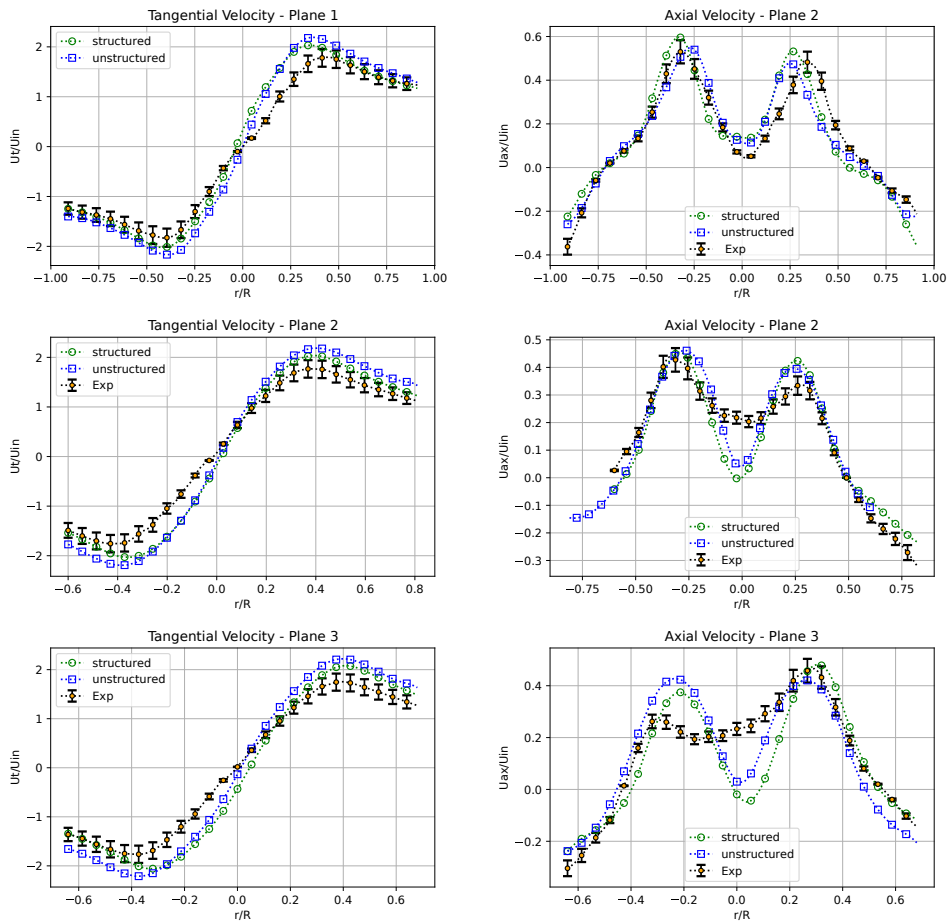 Tangential Velocity - Plane 1
structured
unstructured
Ut/Uin
2
1
0
−1
−2
−1.00 −0.75 −0.50 −0.25 0.00 0.25 0.50 0.75 1.00
r/R
Axial Velocity - Plane 2
Uax/Uin
0.6
0.4
0.2
0.0
−0.2
−0.4
structured
unstructured
Exp
−1.00 −0.75 −0.50 −0.25 0.00 0.25 0.50 0.75 1.00
r/R
Tangential Velocity - Plane 2
structured
unstructured
Exp
Ut/Uin
2
1
0
−1
−2
−0.6 −0.4 −0.2 0.0 0.2 0.4 0.6 0.8
r/R
Axial Velocity - Plane 2
Uax/Uin
0.5
0.4
0.3
0.2
0.1
0.0
−0.1
−0.2
−0.3
structured
unstructured
Exp
−0.75 −0.50 −0.25 0.00 0.25 0.50 0.75
r/R
Tangential Velocity - Plane 3
structured
unstructured
Exp
Ut/Uin
2
1
0
−1
−2
−0.6 −0.4 −0.2 0.0 0.2 0.4 0.6
r/R
Axial Velocity - Plane 3
Uax/Uin
0.4
0.2
0.0
−0.2
structured
unstructured
Exp
−0.6 −0.4 −0.2 0.0 0.2 0.4 0.6
r/R